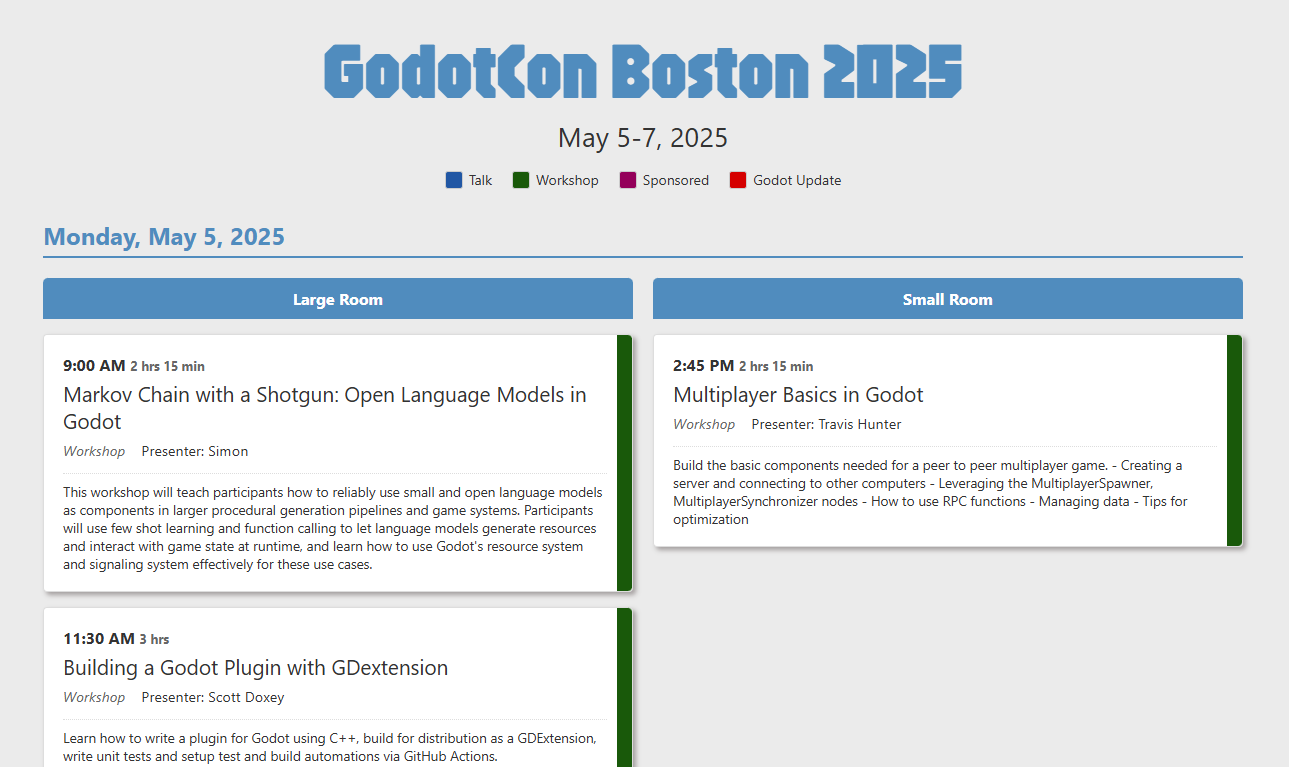 GodotCon Boston 2025
May 5-7, 2025
Talk Workshop Sponsored Godot Update
Monday, May 5, 2025
Large Room
9:00 AM 2 hrs 15 min
Markov Chain with a Shotgun: Open Language Models in
Godot
Workshop Presenter: Simon
This workshop will teach participants how to reliably use small and open language models
as components in larger procedural generation pipelines and game systems. Participants
will use few shot learning and function calling to let language models generate resources
and interact with game state at runtime, and learn how to use Godot's resource system
and signaling system effectively for these use cases.
11:30 AM 3 hrs
Building a Godot Plugin with GDextension
Workshop Presenter: Scott Doxey
Learn how to write a plugin for Godot using C++, build for distribution as a GDExtension,
write unit tests and setup test and build automations via GitHub Actions.
Small Room
2:45 PM 2 hrs 15 min
Multiplayer Basics in Godot
Workshop Presenter: Travis Hunter
Build the basic components needed for a peer to peer multiplayer game. - Creating a
server and connecting to other computers - Leveraging the MultiplayerSpawner,
MultiplayerSynchronizer nodes - How to use RPC functions - Managing data - Tips for
optimization